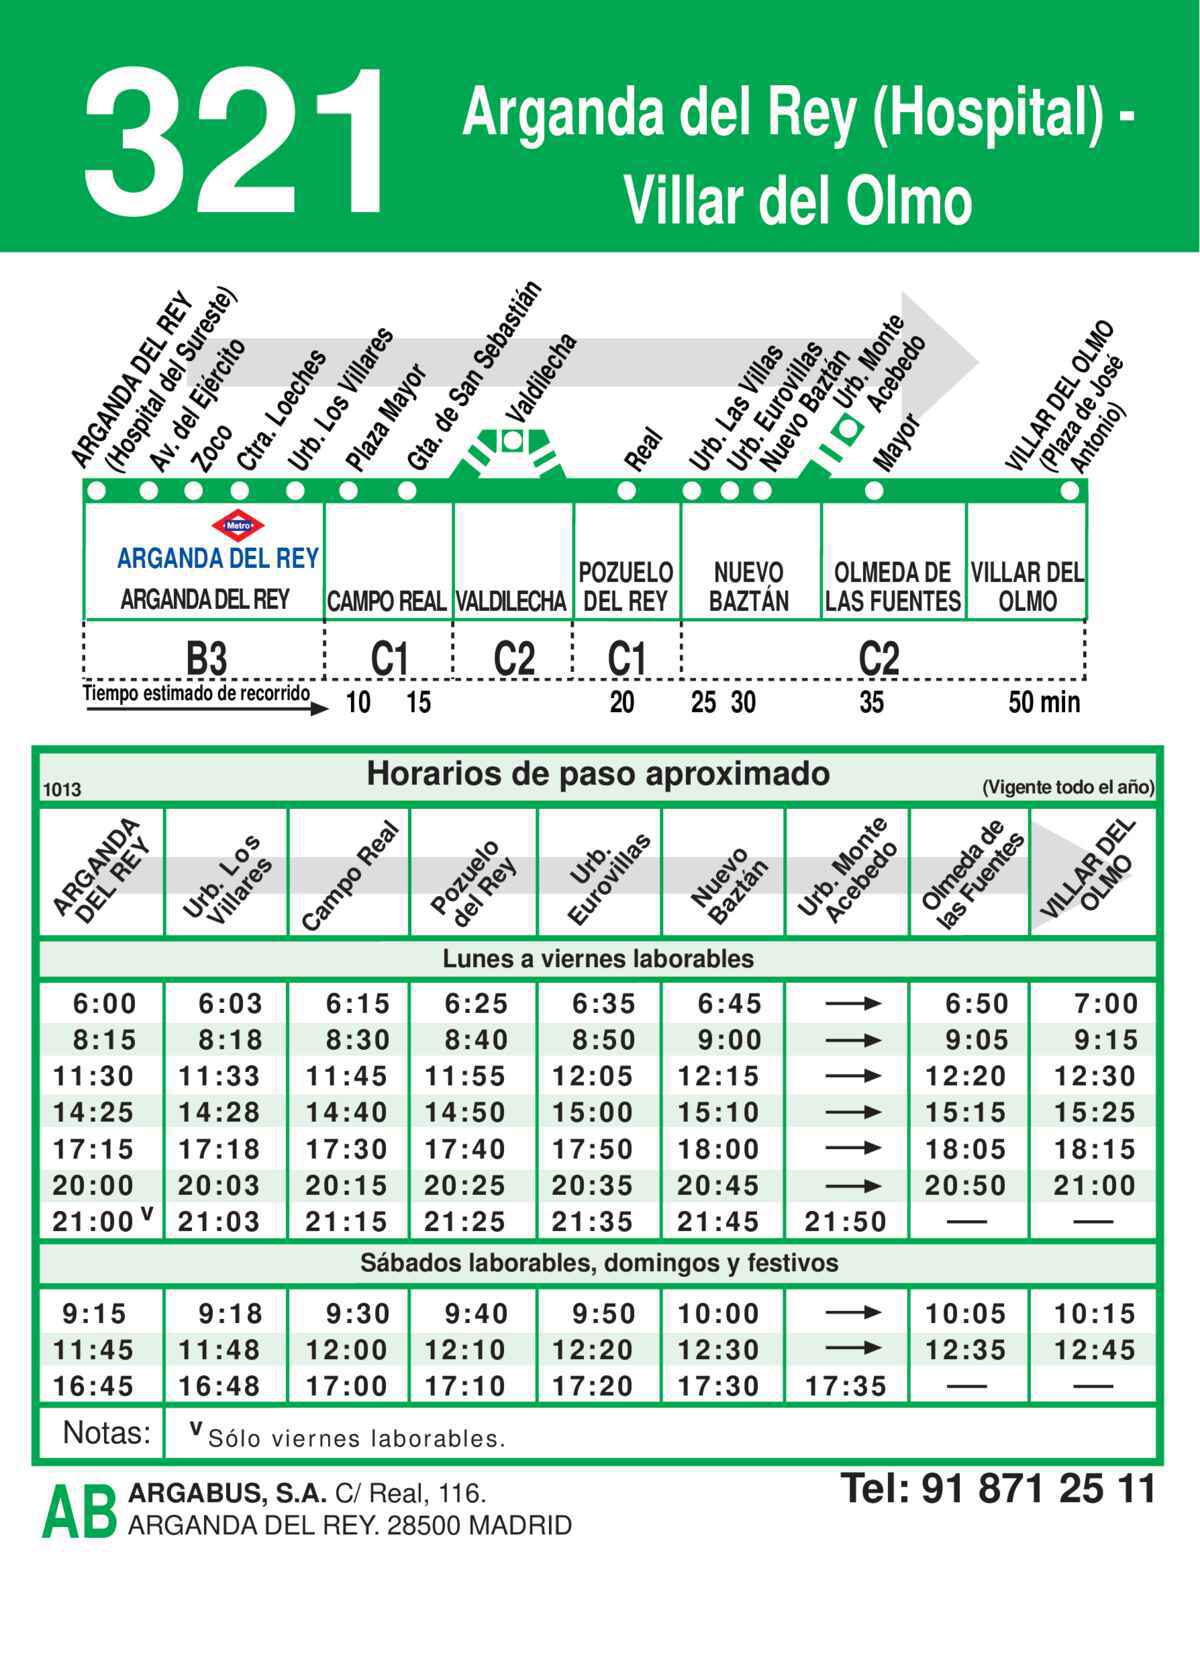 321
Arganda del Rey (Hospital) -
Villar del Olmo
ARGANDA DEL REY
(Hospital del Sureste)
Av. del Ejército
Zoco
Ctra. Loeches
Urb. Los Villares
Plaza Mayor
Gta. de San Sebastián
Valdilecha
Real
Urb. Las Villas
Urb. Eurovillas
Nuevo Baztán
Urb. Monte
Acebedo
Mayor
VILLAR DEL OLMO
(Plaza de José
Antonio)
Metro
ARGANDA DEL REY
ARGANDA DEL REY
CAMPO REAL
VALDILECHA
POZUELO
DEL REY
NUEVO
BAZTÁN
OLMEDA DE
LAS FUENTES
VILLAR DEL
OLMO
B3 C1 C2 C1 C2
Tiempo estimado de recorrido 10 15 20 25 30 35 50 min
Horarios de paso aproximado
1013
(Vigente todo el año)
ARGANDA
DEL REY
Urb. Los
Villares
Campo Real
Pozuelo
del Rey
Urb.
Eurovillas
Nuevo
Baztán
Urb. Monte
Acebedo
Olmeda de
las Fuentes
VILLAR DEL
OLMO
Lunes a viernes laborables
6:00 6:03 6:15 6:25 6:35 6:45 6:50 7:00
8:15 8:18 8:30 8:40 8:50 9:00 9:05 9:15
11:30 11:33 11:45 11:55 12:05 12:15 12:20 12:30
14:25 14:28 14:40 14:50 15:00 15:10 15:15 15:25
17:15 17:18 17:30 17:40 17:50 18:00 18:05 18:15
20:00 20:03 20:15 20:25 20:35 20:45 20:50 21:00
21:00 v 21:03 21:15 21:25 21:35 21:45 21:50 — —
Sábados laborables, domingos y festivos
9:15 9:18 9:30 9:40 9:50 10:00 10:05 10:15
11:45 11:48 12:00 12:10 12:20 12:30 12:35 12:45
16:45 16:48 17:00 17:10 17:20 17:30 17:35 — —
Notas: v Sólo viernes laborables.
AB
ARGABUS, S.A. C/ Real, 116.
ARGANDA DEL REY. 28500 MADRID
Tel: 91 871 25 11